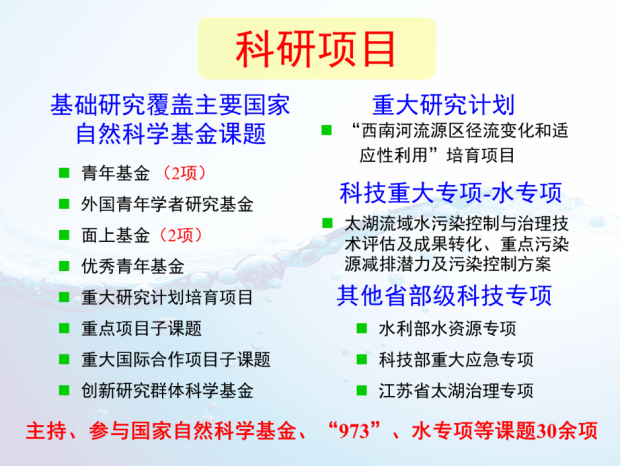 科研项目
基础研究覆盖主要国家
自然科学基金课题
青年基金（2项）
外国青年学者研究基金
面上基金（2项）
优秀青年基金
重大研究计划培育项目
重点项目子课题
重大国际合作项目子课题
创新研究群体科学基金
重大研究计划
“西南河流源区径流变化和适
应性利用”培育项目
科技重大专项-水专项
太湖流域水污染控制与治理技
术评估及成果转化、重点污染
源减排潜力及污染控制方案
其他省部级科技专项
水利部水资源专项
科技部重大应急专项
江苏省太湖治理专项
主持、参与国家自然科学基金、“973”、水专项等课题30余项